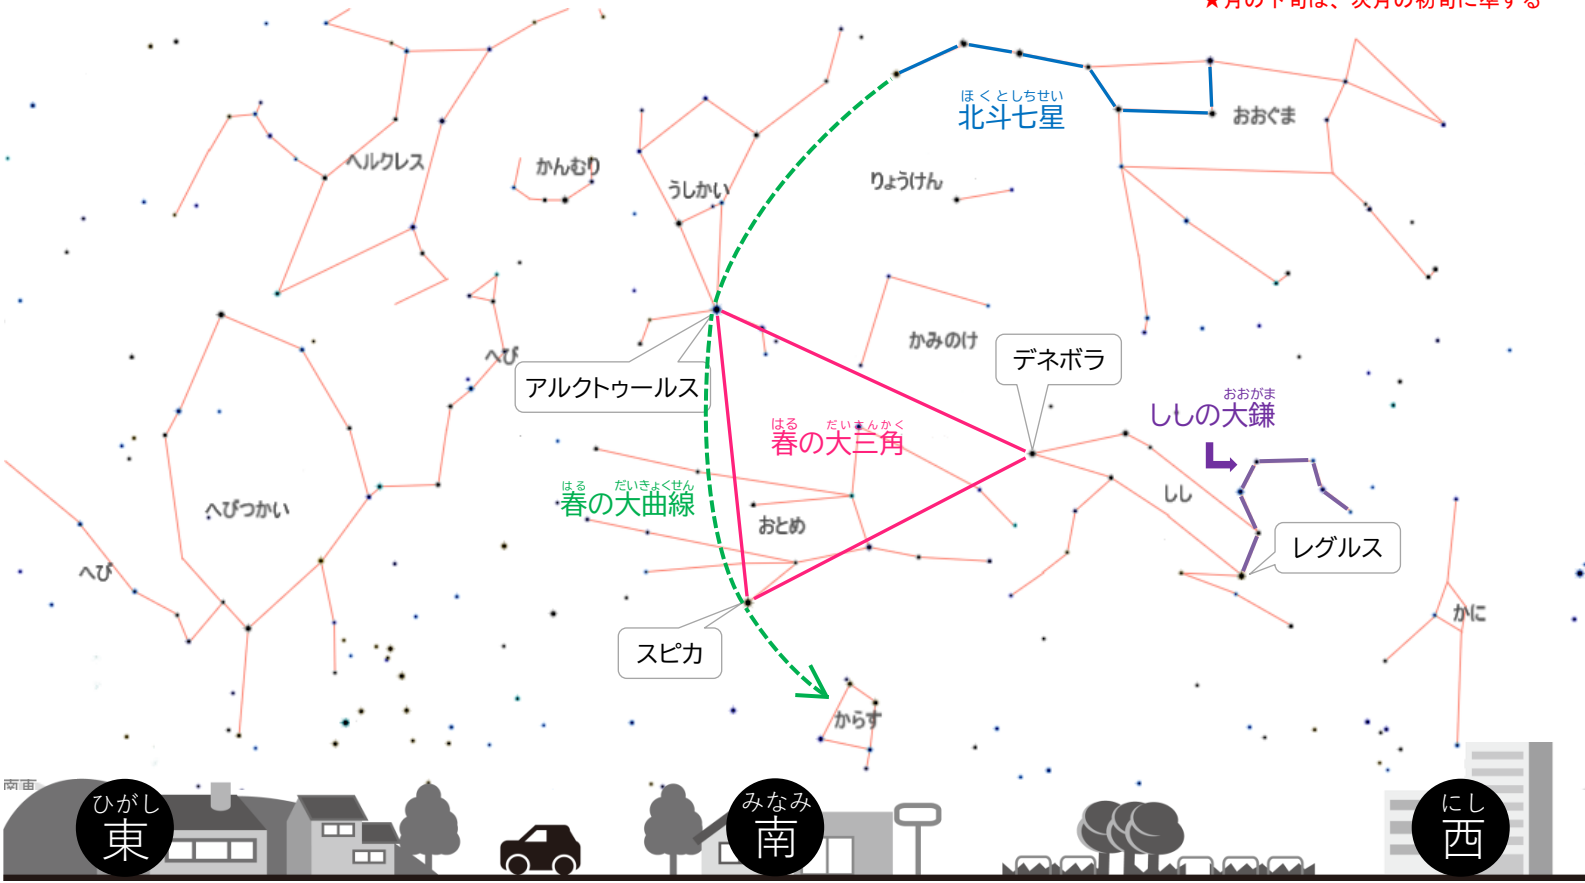 ★月の下旬は、次月の初旬に準ずる
ほくとしちせい
北斗七星
おおぐま
ヘルクレス
かんむり
うしかい
りょうけん
かみのけ
デネボラ
へび
アルクトゥールス
おおがま
ししの大鎌
はる だいさんかく
春の大三角
はる だいきょくせん
春の大曲線
しし
へびつかい
おとめ
レグルス
へび
かに
スピカ
からす
南東
ひがし
東
みなみ
南
にし
西